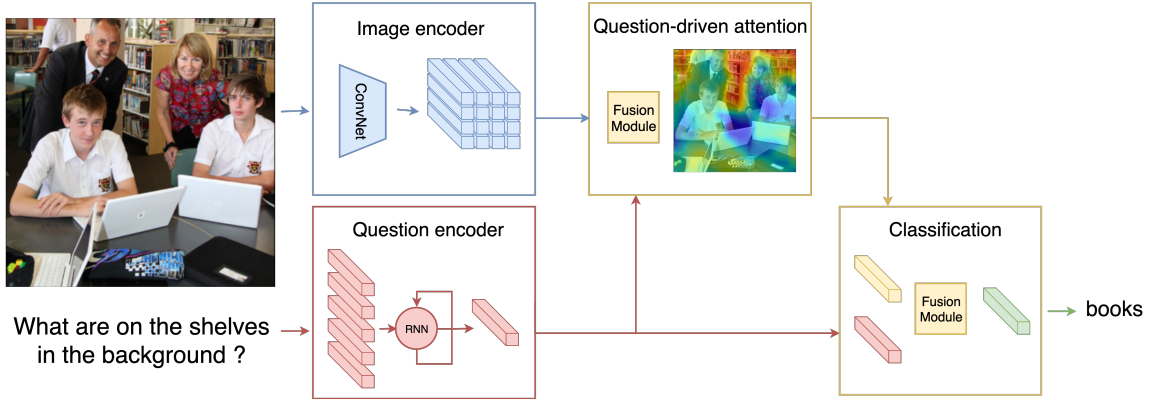 Image encoder
ConvNet
Question-driven attention
Fusion
Module
Question encoder
RNN
What are on the shelves
in the background ?
Classification
Fusion
Module
books